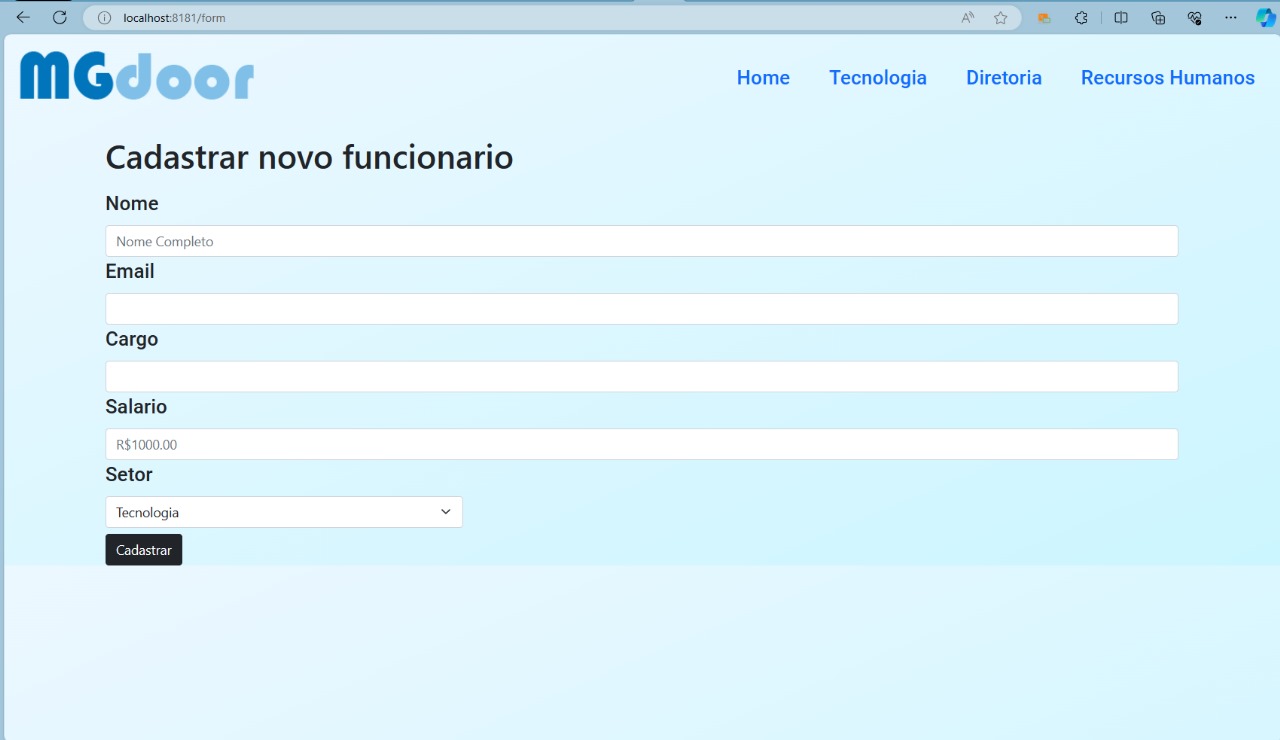 localhost:8181/form
MGdoor
Home Tecnologia Diretoria Recursos Humanos
Cadastrar novo funcionario
Nome
Nome Completo
Email
Cargo
Salario
R$1000.00
Setor
Tecnologia
Cadastrar